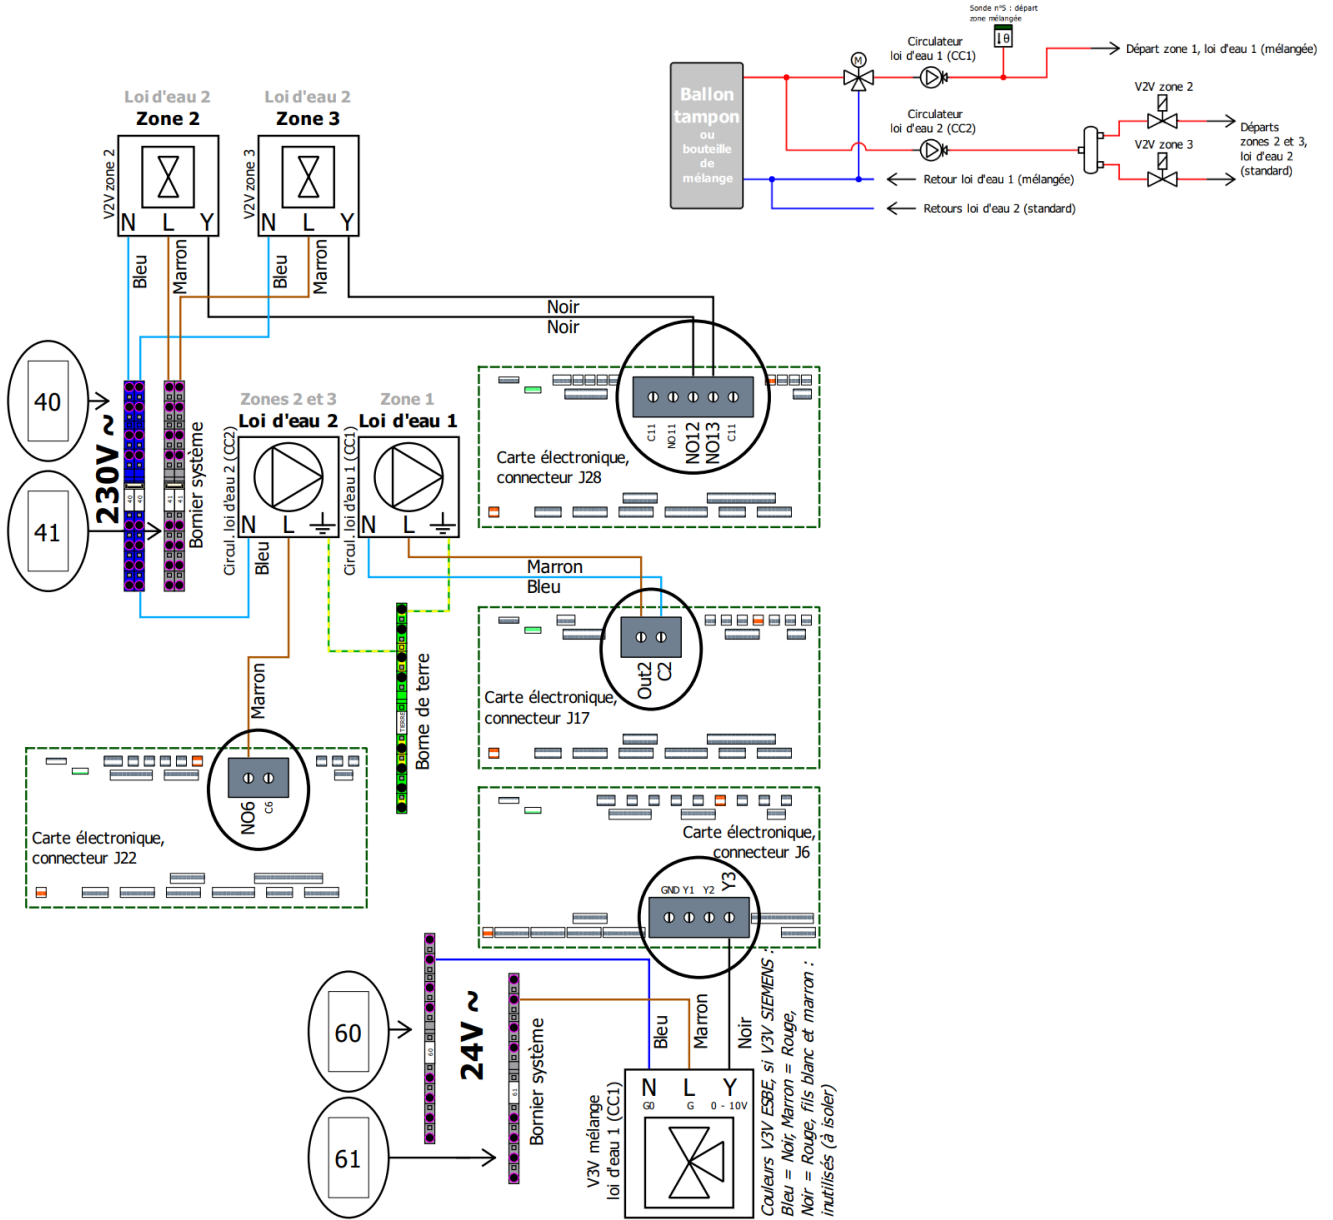 Sonde n°5 : départ
zone mélangée
Circulateur
loi d'eau 1 (CC1)
M
θ
Départ zone 1, loi d'eau 1 (mélangée)
Ballon
tampon
ou
bouteille
de
mélange
Circulateur
loi d'eau 2 (CC2)
V2V zone 2
V2V zone 3
Départs
zones 2 et 3,
loi d'eau 2
(standard)
Retour loi d'eau 1 (mélangée)
Retours loi d'eau 2 (standard)
Loi d'eau 2
Zone 2
V2V zone 2
N L Y
Bleu
Marron
Loi d'eau 2
Zone 3
V2V zone 3
N L Y
Bleu
Marron
Noir
Noir
40
41
230V ~
40 40
41 41
Bornier système
Zones 2 et 3
Loi d'eau 2
Circul. loi d'eau 2 (CC2)
N L
Bleu
Marron
Zone 1
Loi d'eau 1
Circul. loi d'eau 1 (CC1)
N L
Marron
Bleu
C11 NO11 NO12 NO13 C11
Carte électronique,
connecteur J28
Out2 C2
Carte électronique,
connecteur J17
TERRE
Borne de terre
NO6 C6
Carte électronique,
connecteur J22
Carte électronique,
connecteur J6
GND Y1 Y2 Y3
60
61
24V ~
60
61
Bornier système
Bleu
Marron
Noir
N L Y
G0 G 0 - 10V
V3V mélange
loi d'eau 1 (CC1)
Couleurs V3V ESBE, si V3V SIEMENS :
Bleu = Noir, Marron = Rouge,
Noir = Rouge, fils blanc et marron :
inutilisés (à isoler)